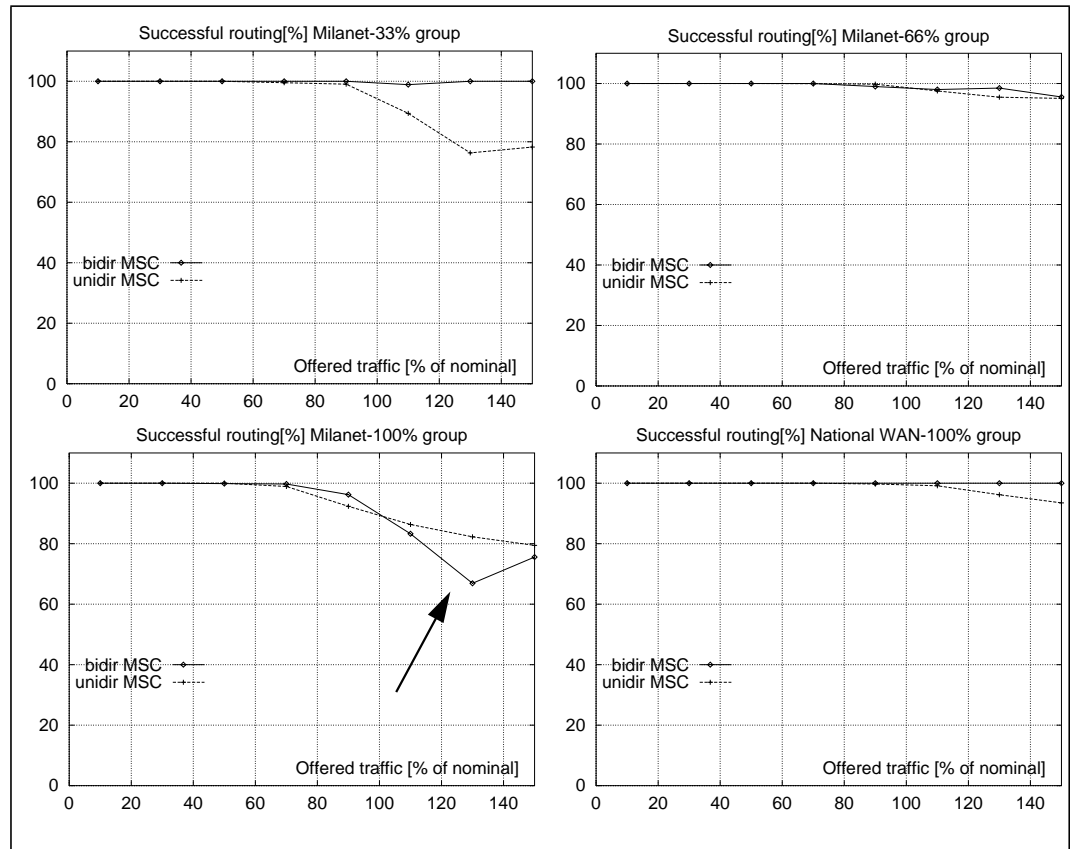 Successful routing[%] Milanet-33% group
100
80
60
40
20
0
bidir MSC
unidir MSC
Offered traffic [% of nominal]
0 20 40 60 80 100 120 140
Successful routing[%] Milanet-66% group
100
80
60
40
20
0
bidir MSC
unidir MSC
Offered traffic [% of nominal]
0 20 40 60 80 100 120 140
Successful routing[%] Milanet-100% group
100
80
60
40
20
0
bidir MSC
unidir MSC
Offered traffic [% of nominal]
0 20 40 60 80 100 120 140
Successful routing[%] National WAN-100% group
100
80
60
40
20
0
bidir MSC
unidir MSC
Offered traffic [% of nominal]
0 20 40 60 80 100 120 140